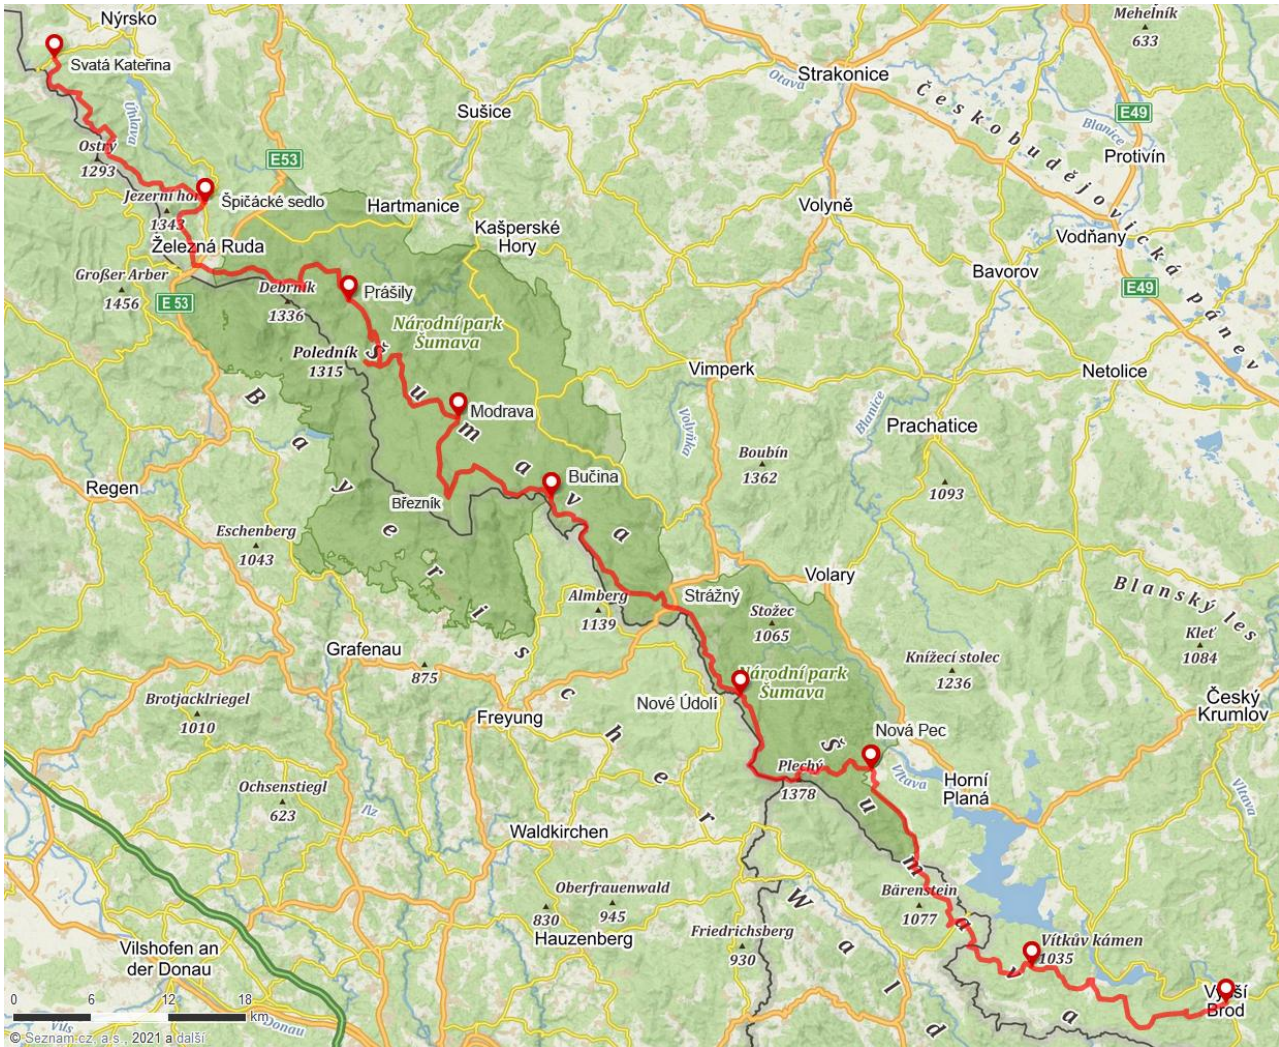 Nýrsko
Mehelník
633
Svatá Kateřina
Strakonice
Otava
Českobudějovická pánev
Sušice
Úhlava
E49
Blanice
Ostrý
1293
E53
Protivín
Jezerní hor
1343
Špičácké sedlo
Hartmanice
Volyně
Kašperské
Hory
Vodňany
Železná Ruda
Bavorov
Großer Arber
1456
E 53
Debrník
1336
Prášily
E49
Národní park
Šumava
Poledník
1315
Vimperk
Netolice
Šumava
Bayerischer Wald
Modrava
Volyňka
Blanice
Prachatice
Boubín
1362
1093
Regen
Březník
Bučina
Eschenberg
1043
Volary
Blanský les
Almberg
1139
Strážný
Stožec
1065
Kleť
1084
Grafenau
875
Knížecí stolec
1236
Národní park
Šumava
Brotjacklriegel
1010
Nové Údolí
Český
Krumlov
Freyung
Nová Pec
Šumava
Plechý
1378
Vltava
Horní
Planá
Vltava
Ochsenstiegl
623
Ilz
Waldkirchen
Bärenstein
1077
Oberfrauenwald
830
945
Hauzenberg
Friedrichsberg
930
Vítkův kámen
1035
Vilshofen an
der Donau
Vyšší
Brod
0 6 12 18
km
Vils
Donau
© Seznam.cz, a.s., 2021 a další